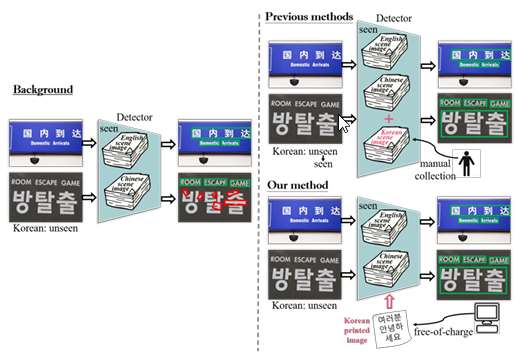 Background
Detector
seen
国内到达
Domestic Arrivals
English scene image
Chinese scene image
国内到达
Domestic Arrivals
ROOM ESCAPE GAME
방탈출
ROOM ESCAPE GAME
방탈출
Korean: unseen
Previous methods
Detector
seen
国内到达
Domestic Arrivals
English scene image
Chinese scene image
+
Korean scene image
国内到达
Domestic Arrivals
ROOM ESCAPE GAME
방탈출
ROOM ESCAPE GAME
방탈출
Korean: unseen
seen
manual collection
Our method
seen
国内到达
Domestic Arrivals
English scene image
Chinese scene image
国内到达
Domestic Arrivals
ROOM ESCAPE GAME
방탈출
ROOM ESCAPE GAME
방탈출
Korean: unseen
Korean printed image
여러분
안녕하
세요
free-of-charge